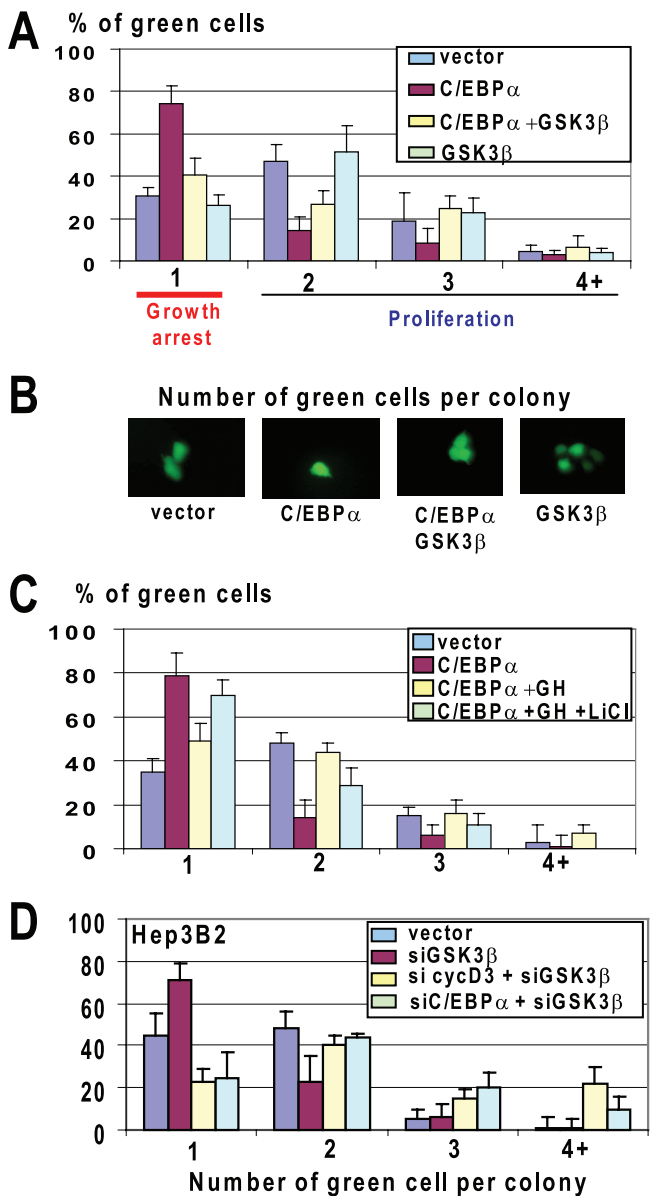 A
% of green cells
100
80
60
40
20
0
vector
C/EBPα
C/EBPα +GSK3β
GSK3β
1
2
3
4+
Growth
arrest
Proliferation
B
Number of green cells per colony
vector
C/EBPα
C/EBPα
GSK3β
GSK3β
C
% of green cells
100
80
60
40
20
0
vector
C/EBPα
C/EBPα +GH
C/EBPα +GH +LiCl
1
2
3
4+
D
Hep3B2
100
80
60
40
20
0
vector
siGSK3β
si cycD3 + siGSK3β
siC/EBPα + siGSK3β
1
2
3
4+
Number of green cell per colony